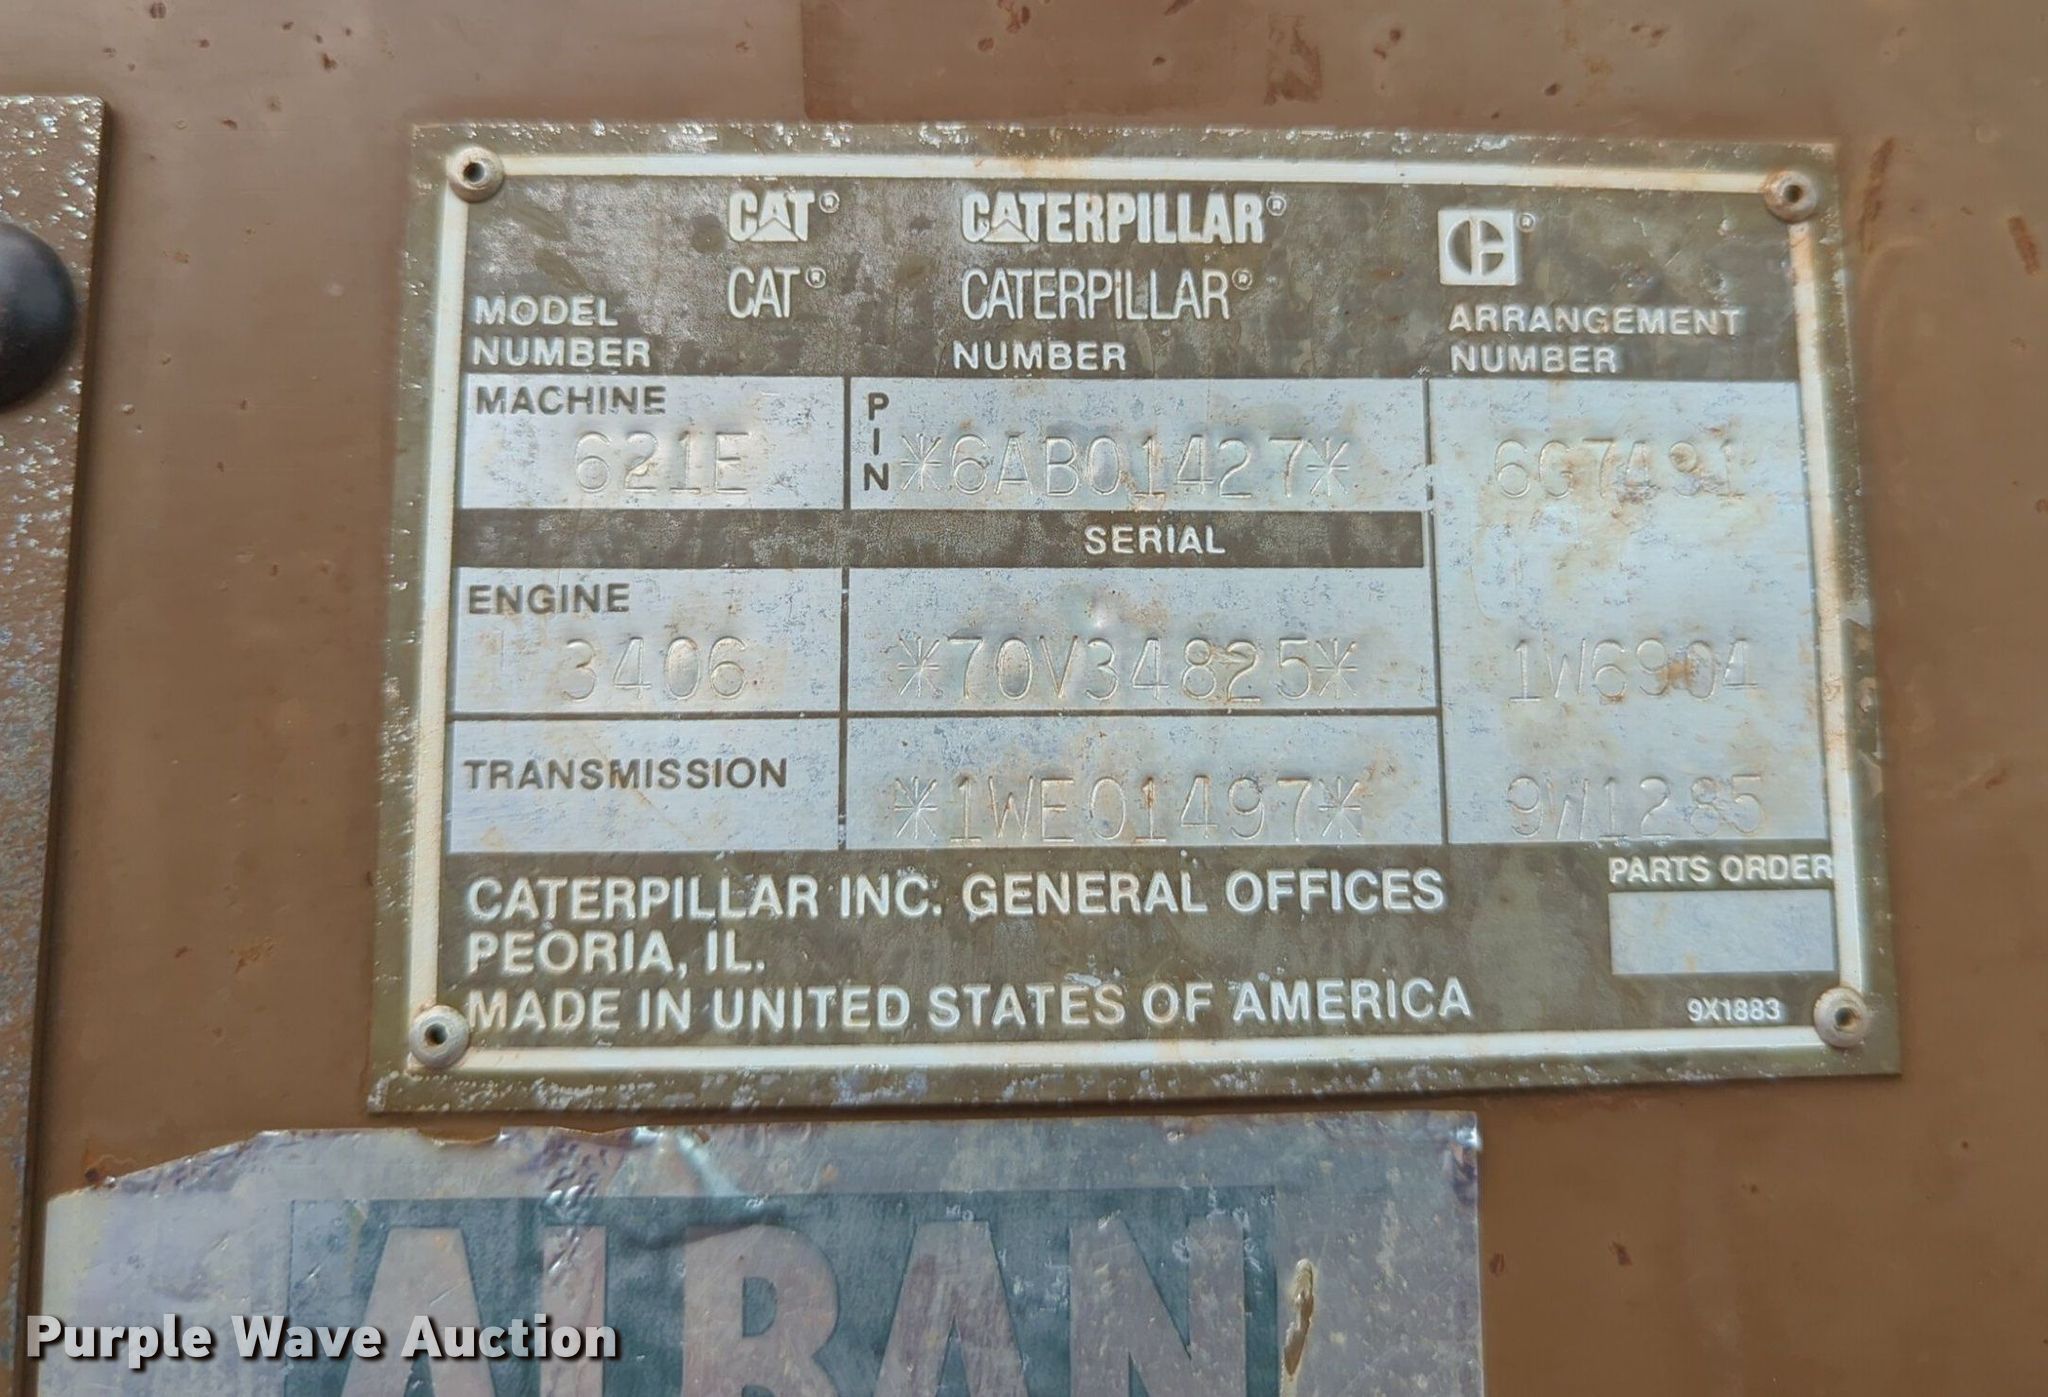 CAT® CATERPILLAR® ®
CAT® CATERPILLAR®
MODEL NUMBER
NUMBER
ARRANGEMENT NUMBER
MACHINE
621E
PIN
*6AB01427*
6G7491
SERIAL
ENGINE
3406
*70V34825*
1W6904
TRANSMISSION
*1WE01497*
9W1285
CATERPILLAR INC. GENERAL OFFICES
PEORIA, IL.
MADE IN UNITED STATES OF AMERICA
PARTS ORDER
9X1883
ALBAN
Purple Wave Auction